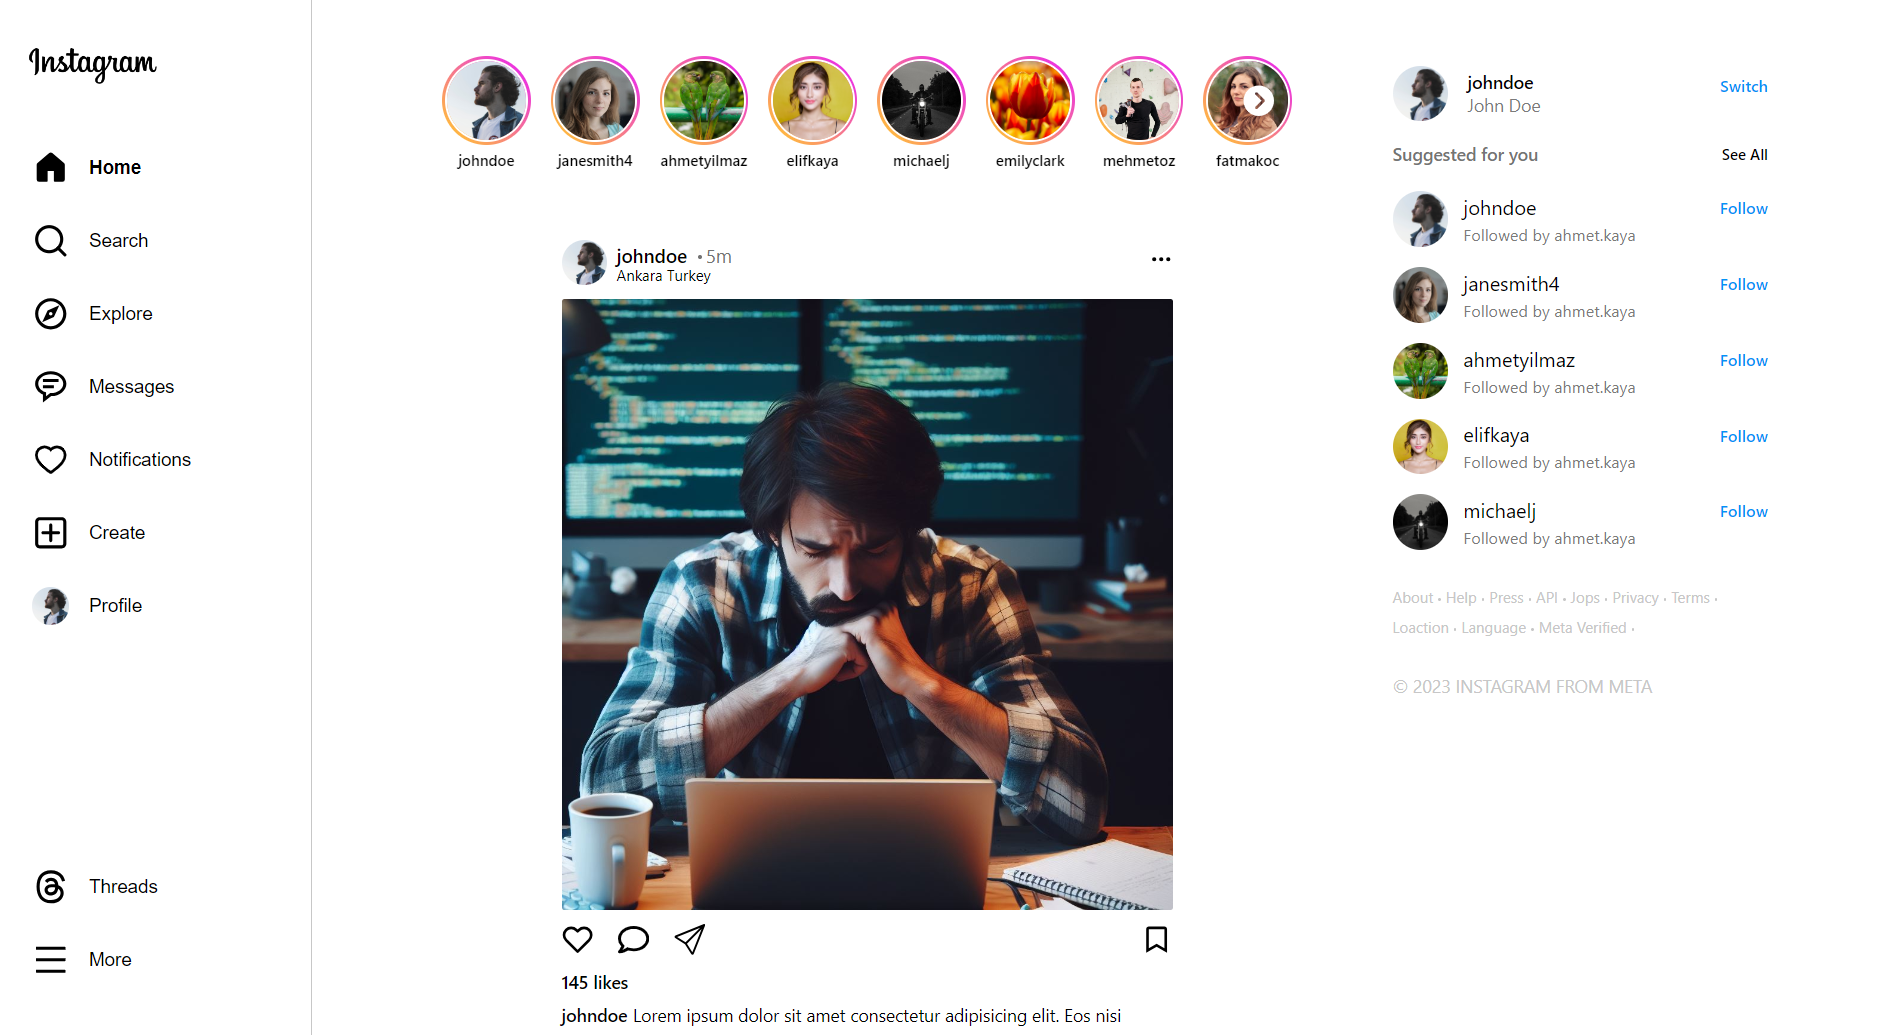 Instagram
Home
Search
Explore
Messages
Notifications
Create
Profile
Threads
More
johndoe
janesmith4
ahmetyilmaz
elifkaya
michaelj
emilyclark
mehmetoz
fatmakoc
johndoe • 5m
Ankara Turkey
145 likes
johndoe Lorem ipsum dolor sit amet consectetur adipisicing elit. Eos nisi
johndoe
John Doe
Switch
Suggested for you
See All
johndoe
Followed by ahmet.kaya
Follow
janesmith4
Followed by ahmet.kaya
Follow
ahmetyilmaz
Followed by ahmet.kaya
Follow
elifkaya
Followed by ahmet.kaya
Follow
michaelj
Followed by ahmet.kaya
Follow
About • Help • Press • API • Jops • Privacy • Terms •
Loaction • Language • Meta Verified •
© 2023 INSTAGRAM FROM META